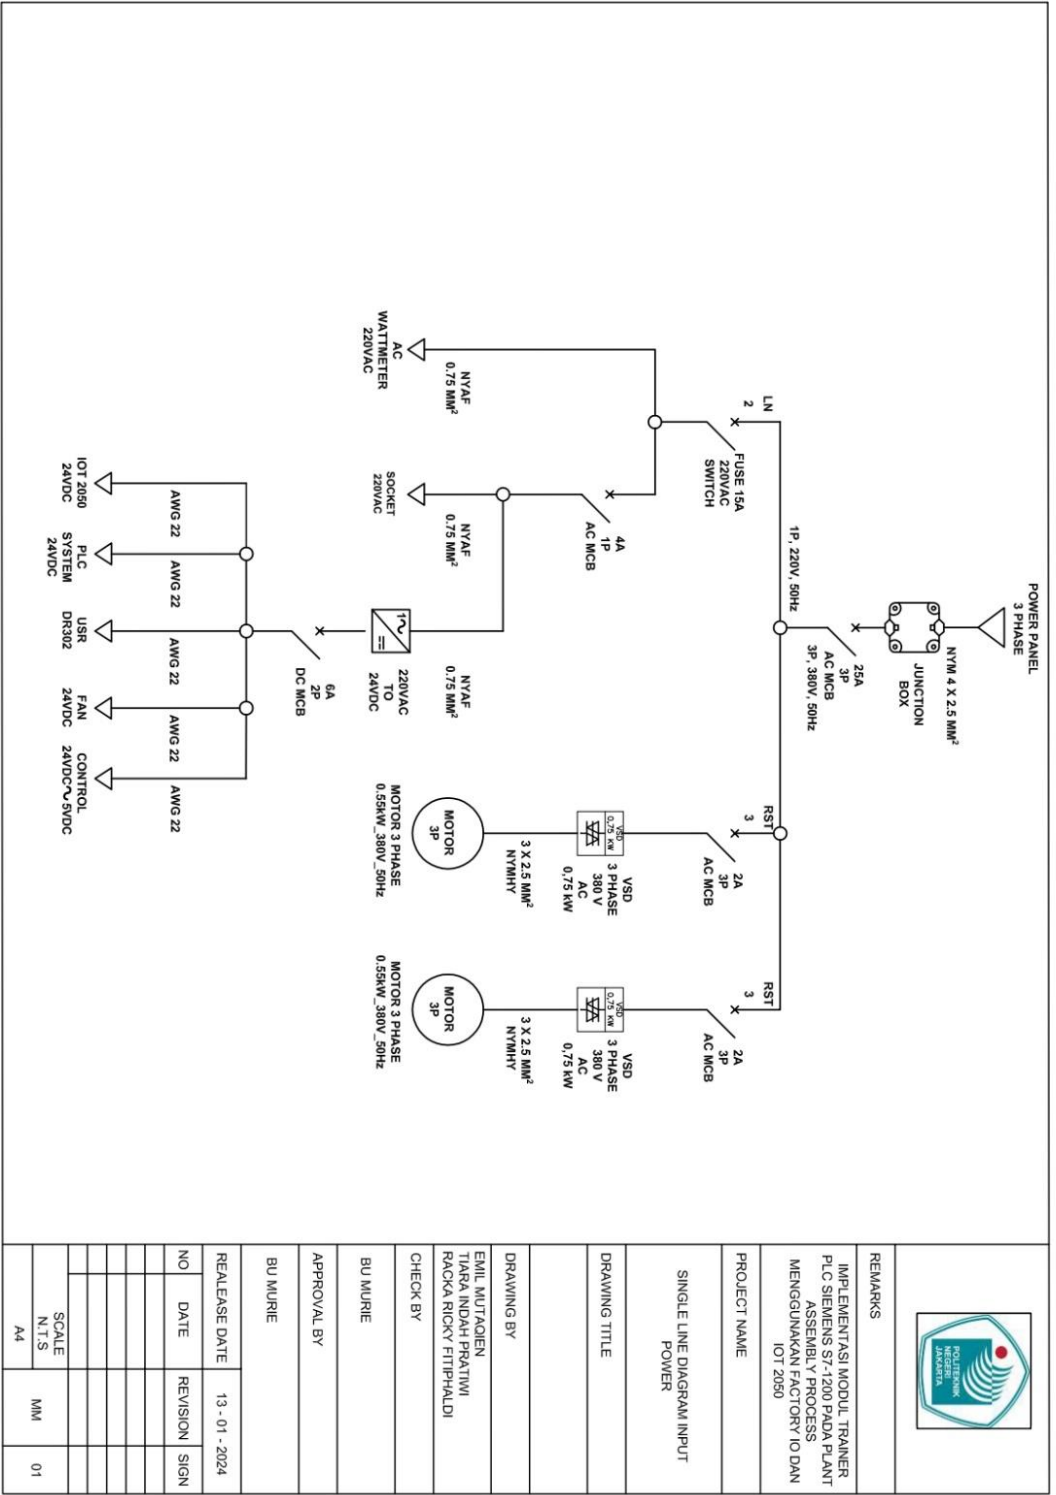 POWER PANEL
3 PHASE
NYM 4 X 2.5 MM²
JUNCTION
BOX
25A
3P
AC MCB
3P, 380V, 50Hz
1P, 220V, 50Hz
LN
2
FUSE 15A
220VAC
SWITCH
RST
3
2A
3P
AC MCB
RST
3
2A
3P
AC MCB
4A
1P
AC MCB
VSD
0,75 KW
VSD
3 PHASE
380 V
AC
0,75 kW
VSD
0,75 KW
VSD
3 PHASE
380 V
AC
0,75 kW
3 X 2.5 MM²
NYMHY
3 X 2.5 MM²
NYMHY
NYAF
0.75 MM²
NYAF
0.75 MM²
NYAF
0.75 MM²
MOTOR
3P
MOTOR
3P
AC
WATTMETER
220VAC
SOCKET
220VAC
220VAC
TO
24VDC
MOTOR 3 PHASE
0.55kW_380V_50Hz
MOTOR 3 PHASE
0.55kW_380V_50Hz
6A
2P
DC MCB
AWG 22
AWG 22
AWG 22
AWG 22
AWG 22
IOT 2050
24VDC
PLC
SYSTEM
24VDC
USR
DR302
FAN
24VDC
CONTROL
24VDC~5VDC
POLITEKNIK
NEGERI
JAKARTA
REMARKS
IMPLEMENTASI MODUL TRAINER
PLC SIEMENS S7-1200 PADA PLANT
ASSEMBLY PROCESS
MENGGUNAKAN FACTORY IO DAN
IOT 2050
PROJECT NAME
SINGLE LINE DIAGRAM INPUT
POWER
DRAWING TITLE
DRAWING BY
EMIL MUTAQIEN
TIARA INDAH PRATIWI
RACKA RICKY FITIPHALDI
CHECK BY
BU MURIE
APPROVAL BY
BU MURIE
REALEASE DATE 13 - 01 - 2024
NO DATE REVISION SIGN
SCALE
N.T.S
MM 01
A4